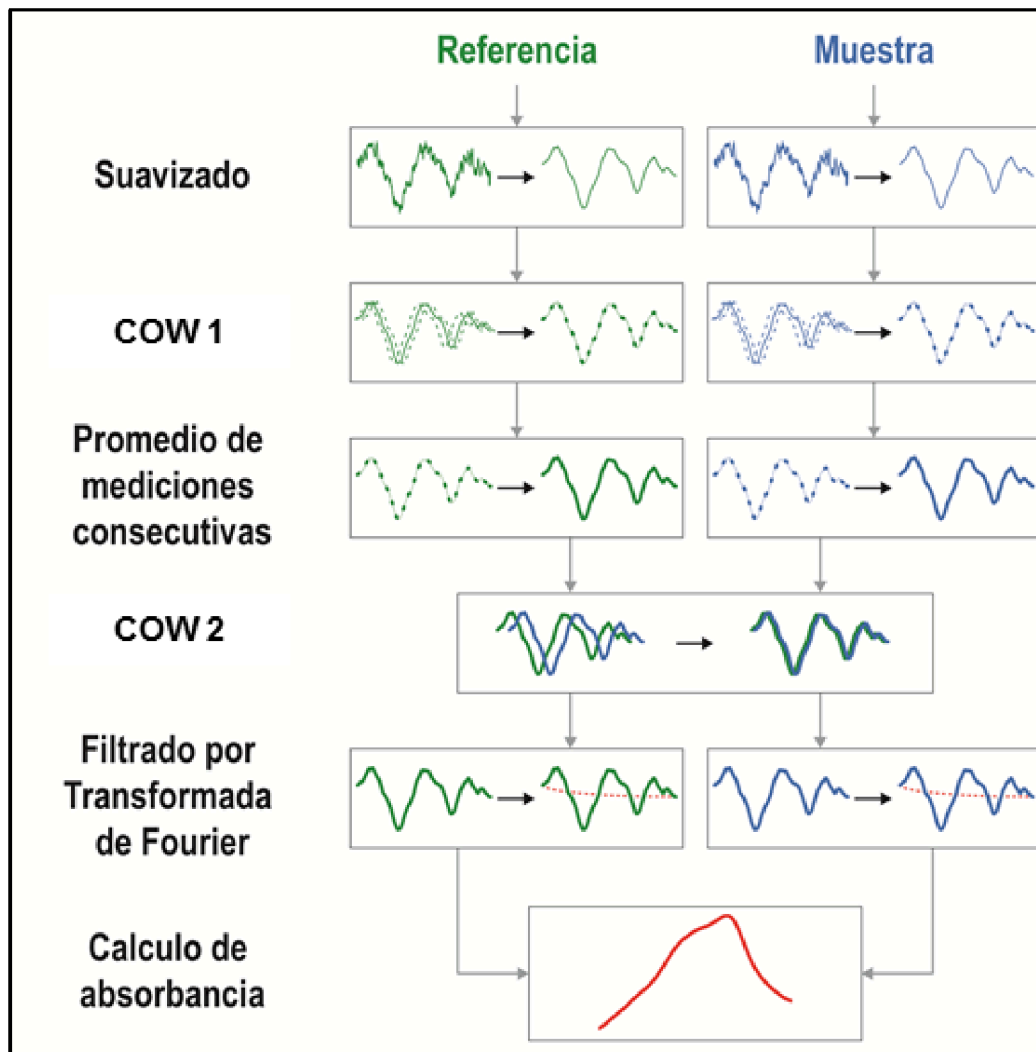 Referencia
Muestra
Suavizado
COW 1
Promedio de
mediciones
consecutivas
COW 2
Filtrado por
Transformada
de Fourier
Calculo de
absorbancia